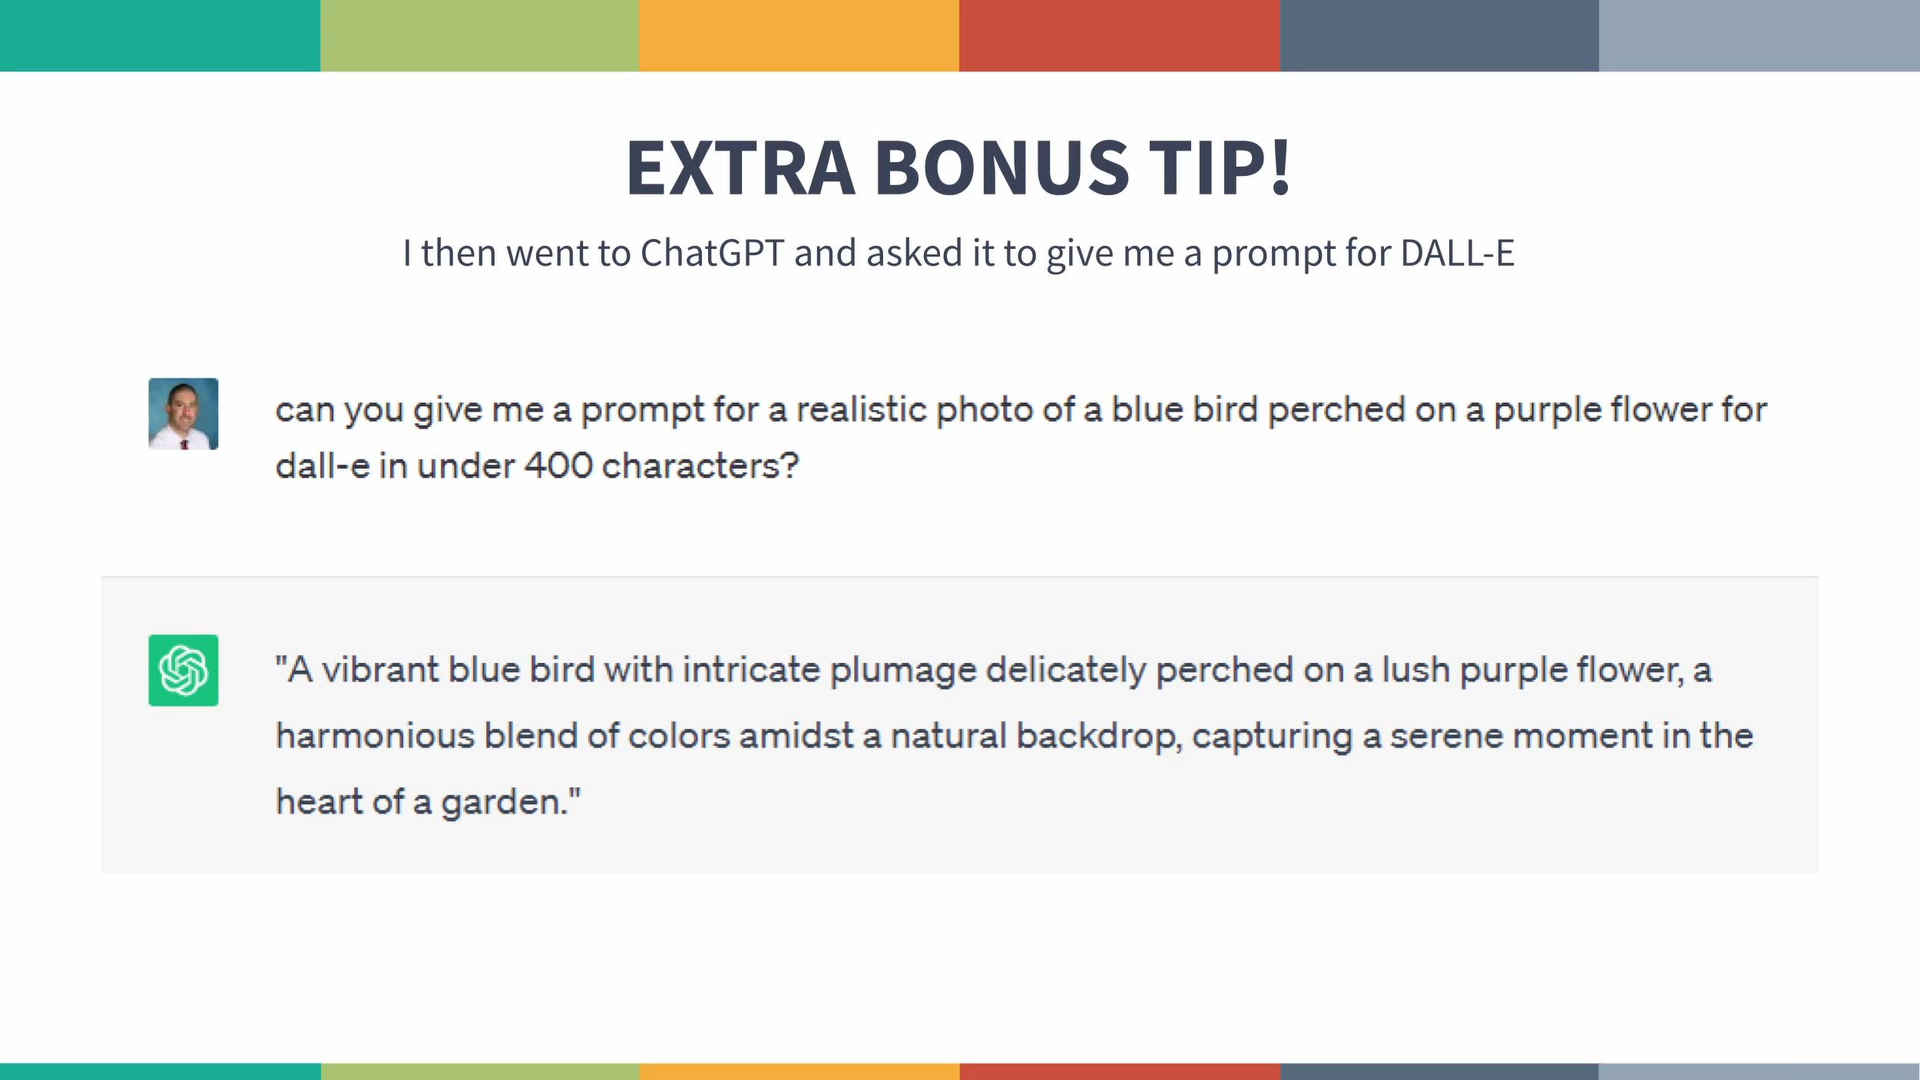 EXTRA BONUS TIP!
I then went to ChatGPT and asked it to give me a prompt for DALL-E
can you give me a prompt for a realistic photo of a blue bird perched on a purple flower for
dall-e in under 400 characters?
"A vibrant blue bird with intricate plumage delicately perched on a lush purple flower, a
harmonious blend of colors amidst a natural backdrop, capturing a serene moment in the
heart of a garden."